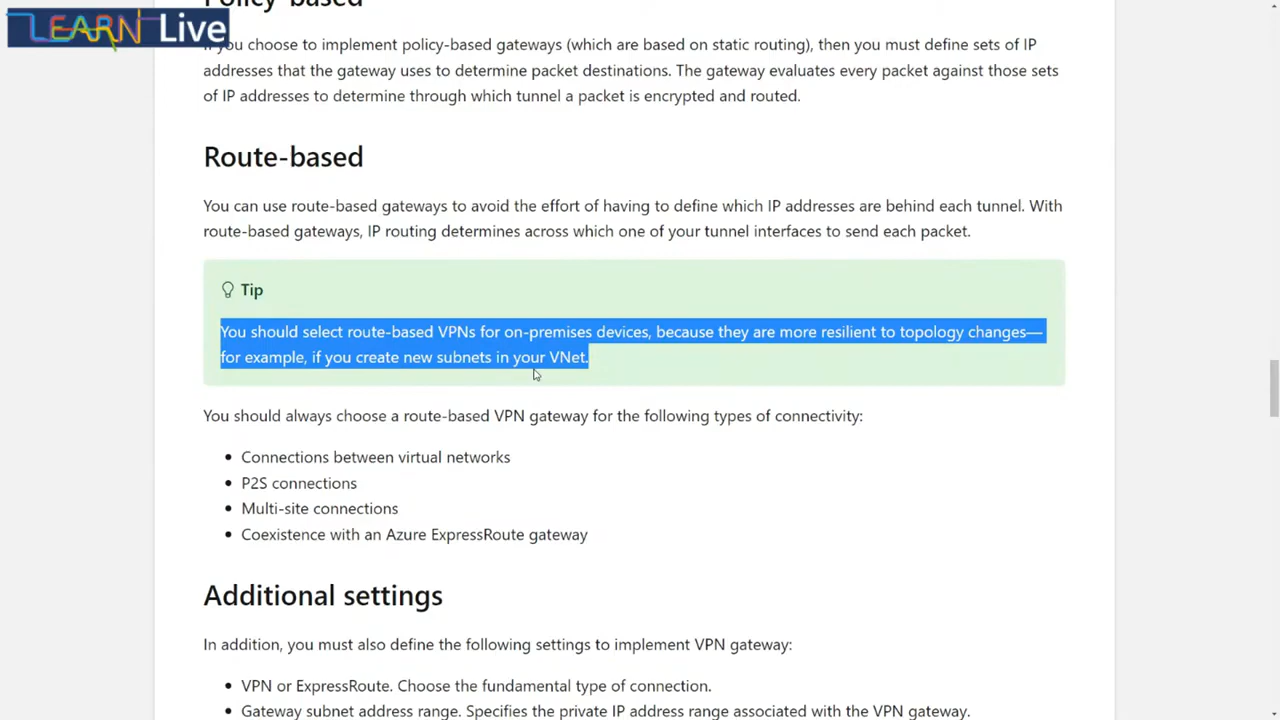 Policy-based
LEARN Live
If you choose to implement policy-based gateways (which are based on static routing), then you must define sets of IP
addresses that the gateway uses to determine packet destinations. The gateway evaluates every packet against those sets
of IP addresses to determine through which tunnel a packet is encrypted and routed.
Route-based
You can use route-based gateways to avoid the effort of having to define which IP addresses are behind each tunnel. With
route-based gateways, IP routing determines across which one of your tunnel interfaces to send each packet.
Tip
You should select route-based VPNs for on-premises devices, because they are more resilient to topology changes—
for example, if you create new subnets in your VNet.
You should always choose a route-based VPN gateway for the following types of connectivity:
• Connections between virtual networks
• P2S connections
• Multi-site connections
• Coexistence with an Azure ExpressRoute gateway
Additional settings
In addition, you must also define the following settings to implement VPN gateway:
• VPN or ExpressRoute. Choose the fundamental type of connection.
• Gateway subnet address range. Specifies the private IP address range associated with the VPN gateway.